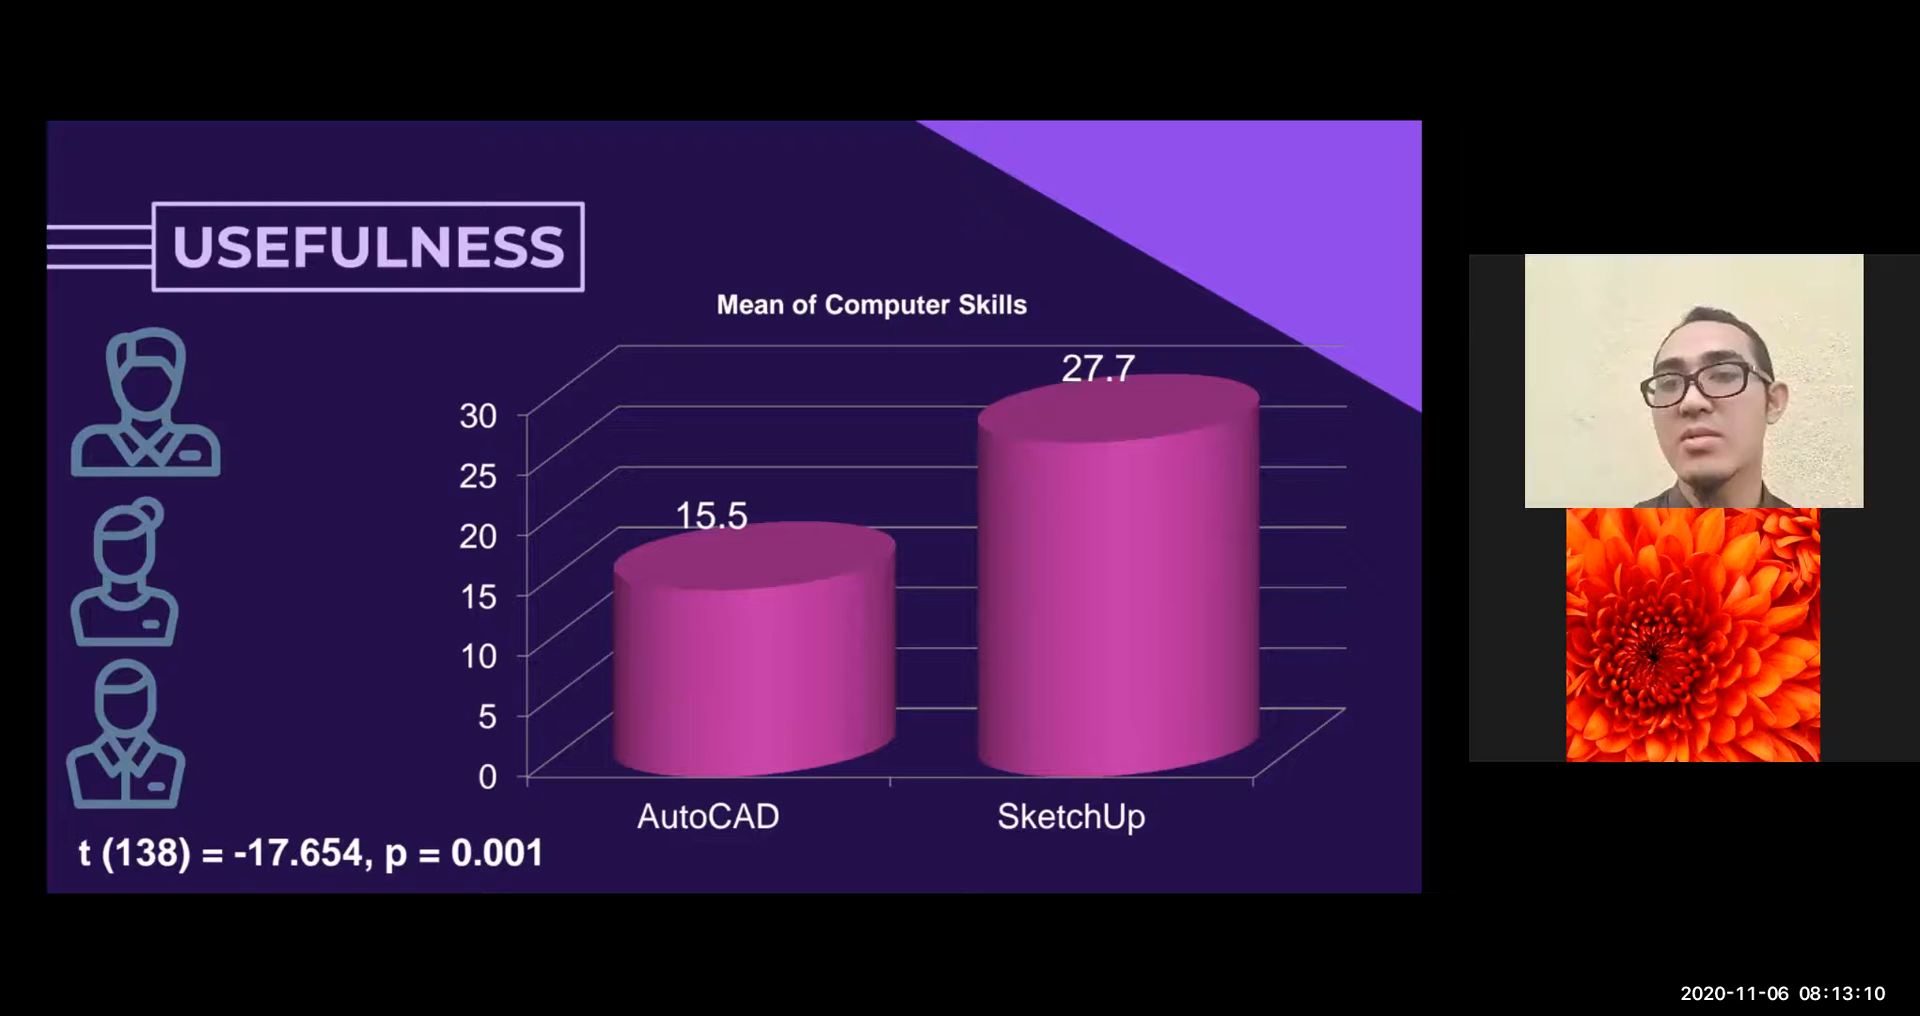 USEFULNESS
Mean of Computer Skills
27.7
15.5
30
25
20
15
10
5
0
AutoCAD
SketchUp
t (138) = -17.654, p = 0.001
2020-11-06 08:13:10